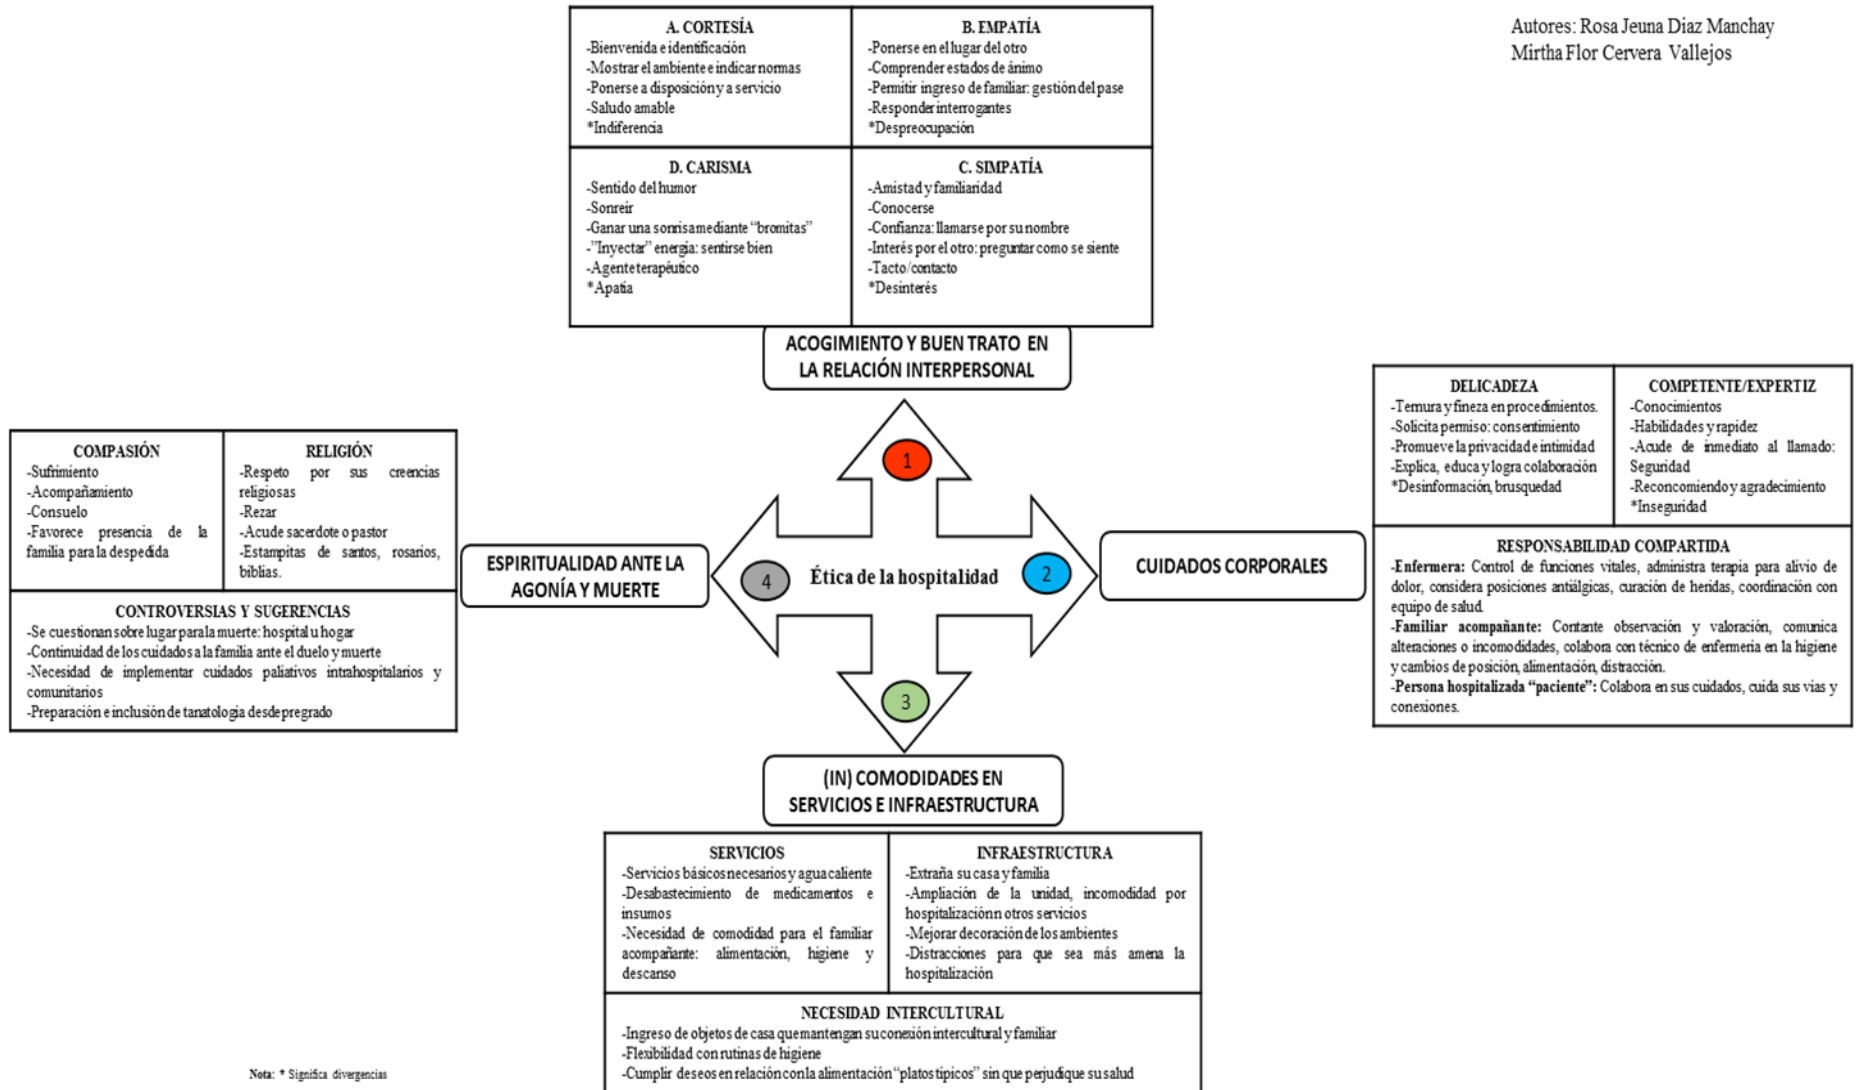 Autores: Rosa Jeuna Diaz Manchay
Mirtha Flor Cervera Vallejos
A. CORTESÍA
-Bienvenida e identificación
-Mostrar el ambiente e indicar normas
-Ponerse a disposición y a servicio
-Saludo amable
*Indiferencia
B. EMPATÍA
-Ponerse en el lugar del otro
-Comprender estados de ánimo
-Permitir ingreso de familiar: gestión del pase
-Responder interrogantes
*Despreocupación
D. CARISMA
-Sentido del humor
-Sonreir
-Ganar una sonrisa mediante “bromitas”
-”Inyectar” energía: sentirse bien
-Agente terapéutico
*Apatia
C. SIMPATÍA
-Amistad y familiaridad
-Conocerse
-Confianza: llamarse por su nombre
-Interés por el otro: preguntar como se siente
-Tacto/contacto
*Desinterés
ACOGIMIENTO Y BUEN TRATO EN
LA RELACIÓN INTERPERSONAL
1
DELICADEZA
-Ternura y fineza en procedimientos.
-Solicita permiso: consentimiento
-Promueve la privacidad e intimidad
-Explica, educa y logra colaboración
*Desinformación, brusquedad
COMPETENTE/EXPERTIZ
-Conocimientos
-Habilidades y rapidez
-Acude de inmediato al llamado:
Seguridad
-Reconcomiendo y agradecimiento
*Inseguridad
RESPONSABILIDAD COMPARTIDA
-Enfermera: Control de funciones vitales, administra terapia para alivio de
dolor, considera posiciones antiálgicas, curación de heridas, coordinación con
equipo de salud.
-Familiar acompañante: Contante observación y valoración, comunica
alteraciones o incomodidades, colabora con técnico de enfermería en la higiene
y cambios de posición, alimentación, distracción.
-Persona hospitalizada “paciente”: Colabora en sus cuidados, cuida sus vías y
conexiones.
COMPASIÓN
-Sufrimiento
-Acompañamiento
-Consuelo
-Favorece presencia de la
familia para la despedida
RELIGIÓN
-Respeto por sus creencias
religiosas
-Rezar
-Acude sacerdote o pastor
-Estampitas de santos, rosarios,
biblias.
CONTROVERSIAS Y SUGERENCIAS
-Se cuestionan sobre lugar para la muerte: hospital u hogar
-Continuidad de los cuidados a la familia ante el duelo y muerte
-Necesidad de implementar cuidados paliativos intrahospitalarios y
comunitarios
-Preparación e inclusión de tanatología desde pregrado
ESPIRITUALIDAD ANTE LA
AGONÍA Y MUERTE
4
Ética de la hospitalidad
2
CUIDADOS CORPORALES
3
(IN) COMODIDADES EN
SERVICIOS E INFRAESTRUCTURA
SERVICIOS
-Servicios básicos necesarios y agua caliente
-Desabastecimiento de medicamentos e
insumos
-Necesidad de comodidad para el familiar
acompañante: alimentación, higiene y
descanso
INFRAESTRUCTURA
-Extraña su casa y familia
-Ampliación de la unidad, incomodidad por
hospitalizaciónn otros servicios
-Mejorar decoración de los ambientes
-Distracciones para que sea más amena la
hospitalización
NECESIDAD INTERCULTURAL
-Ingreso de objetos de casa que mantengan su conexión intercultural y familiar
-Flexibilidad con rutinas de higiene
-Cumplir deseos en relación con la alimentación “platos típicos” sin que perjudique su salud
Nota: * Significa divergencias